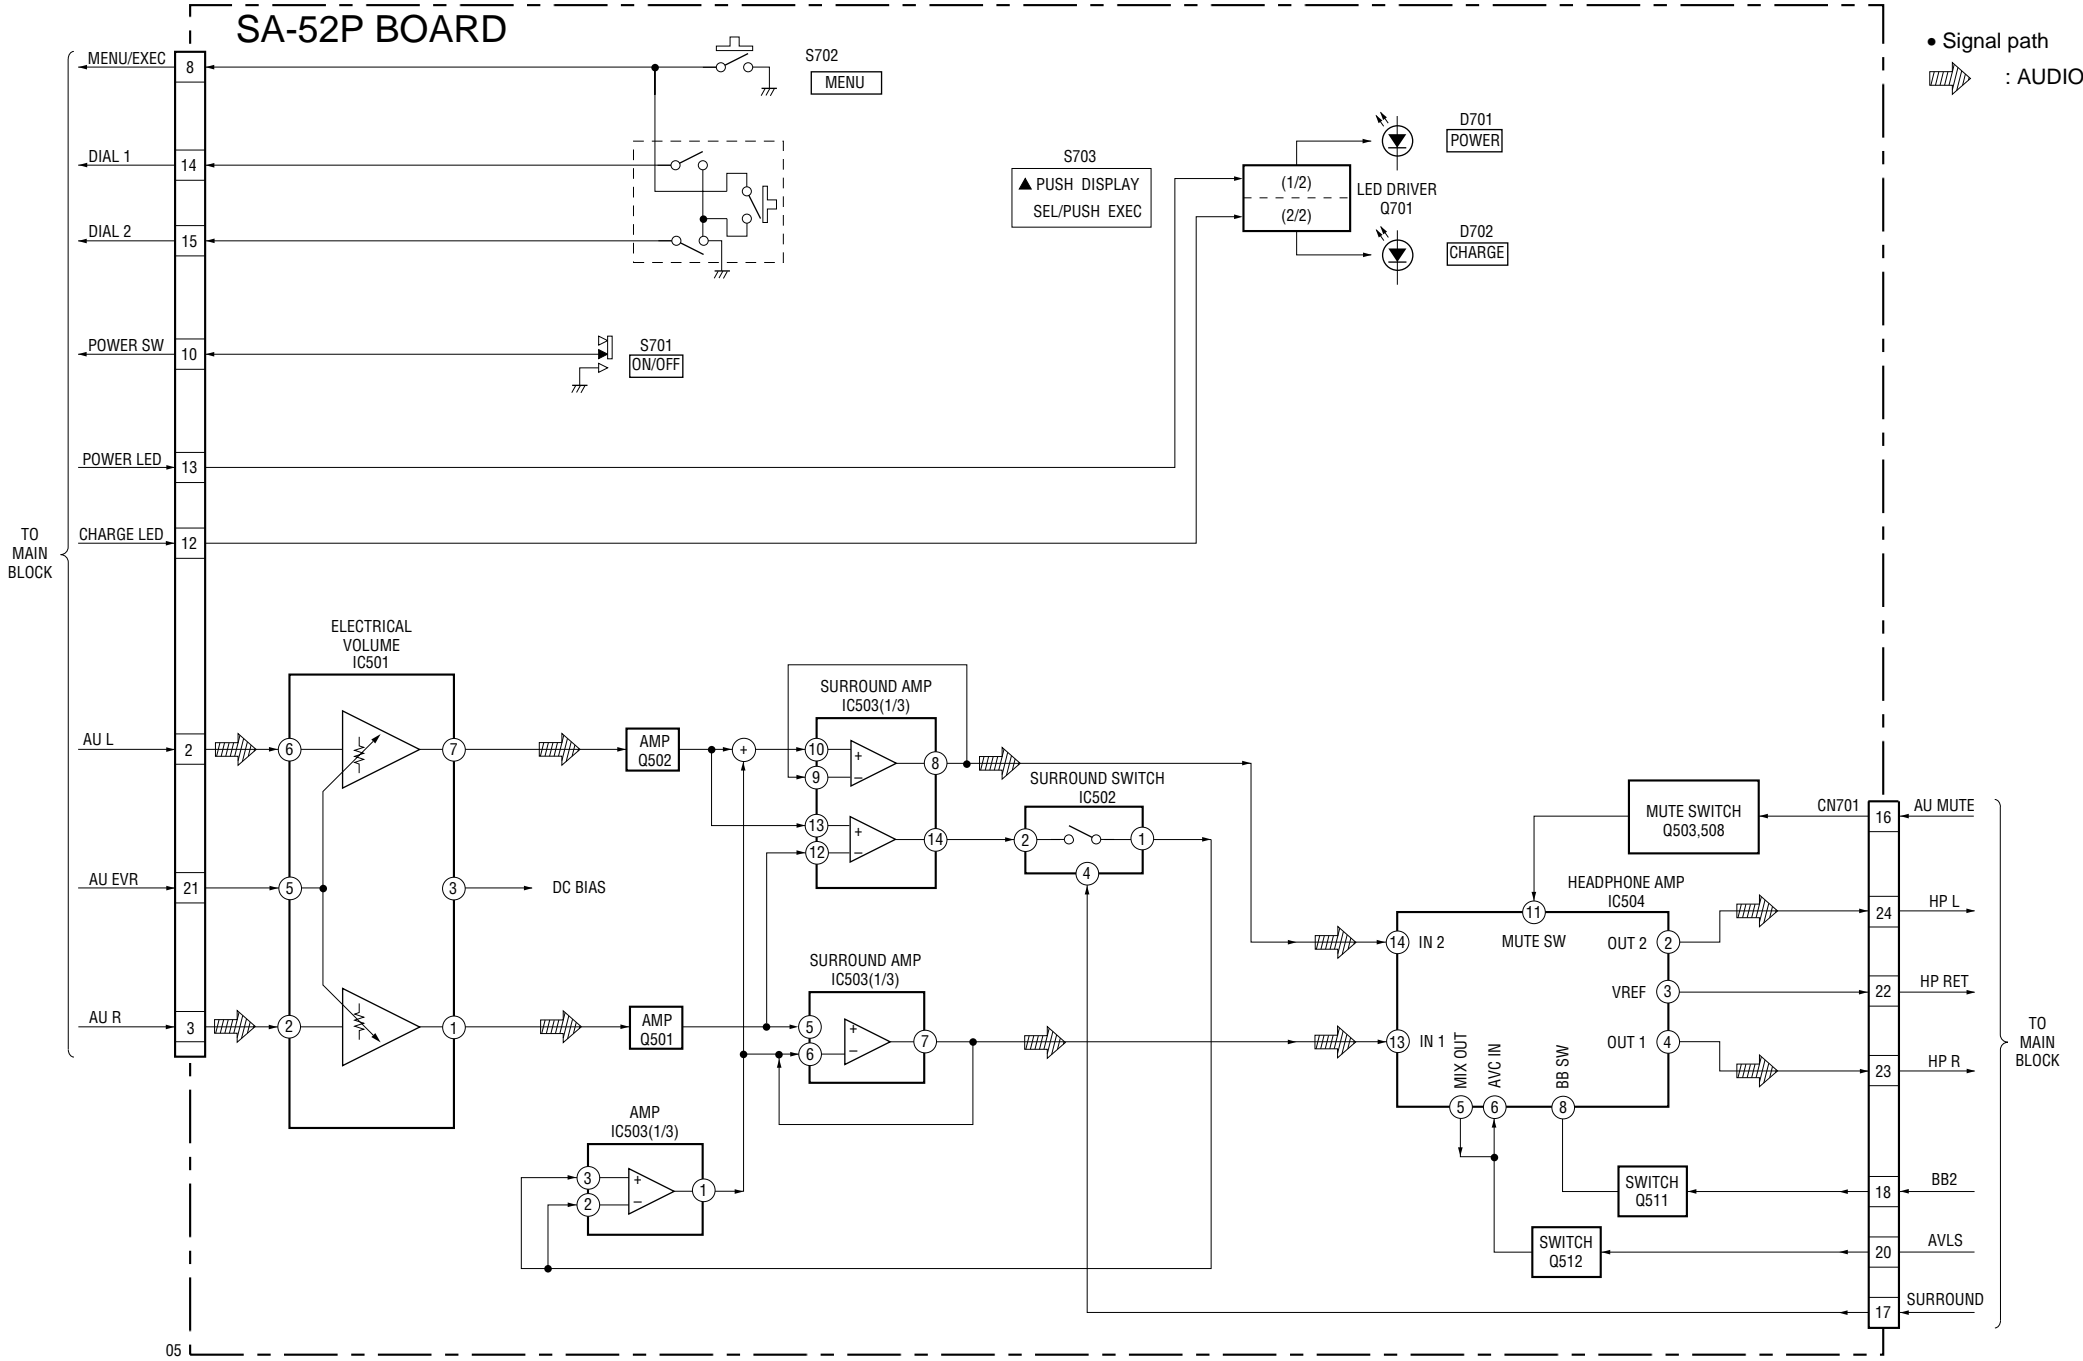 SA-52P BOARD
• Signal path
: AUDIO
MENU/EXEC
8
S702
MENU
DIAL 1
14
DIAL 2
15
S703
▲ PUSH DISPLAY
SEL/PUSH EXEC
D701
POWER
(1/2)
(2/2)
LED DRIVER
Q701
D702
CHARGE
POWER SW
10
S701
ON/OFF
POWER LED
13
CHARGE LED
12
TO
MAIN
BLOCK
ELECTRICAL
VOLUME
IC501
AU L
2
6
7
AMP
Q502
+
SURROUND AMP
IC503(1/3)
10
+
9
–
8
13
+
12
–
14
SURROUND SWITCH
IC502
2
1
4
AU EVR
21
5
3
DC BIAS
AU R
3
2
1
AMP
Q501
SURROUND AMP
IC503(1/3)
5
+
6
–
7
AMP
IC503(1/3)
3
+
2
–
1
MUTE SWITCH
Q503,508
CN701
16
AU MUTE
HEADPHONE AMP
IC504
11
MUTE SW
14
IN 2
OUT 2
2
24
HP L
VREF
3
22
HP RET
13
IN 1
OUT 1
4
23
HP R
MIX OUT
AVC IN
BB SW
5
6
8
SWITCH
Q511
18
BB2
SWITCH
Q512
20
AVLS
17
SURROUND
TO
MAIN
BLOCK
05